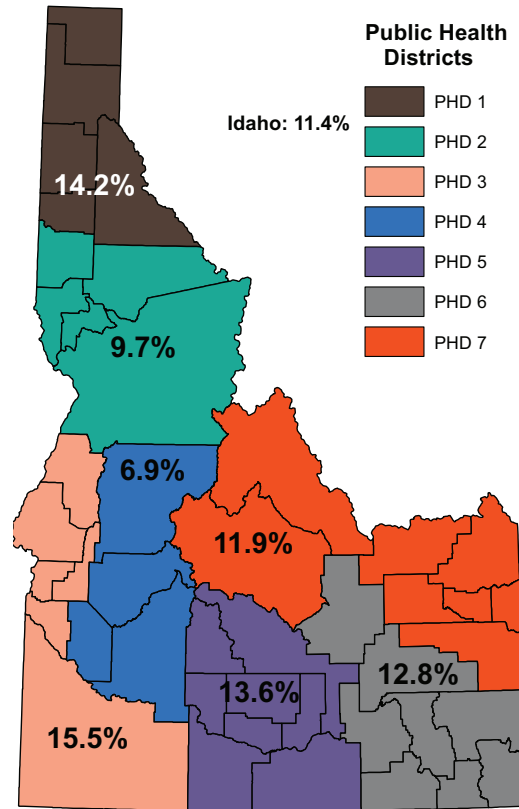 Public Health
Districts
Idaho: 11.4%
PHD 1
PHD 2
PHD 3
PHD 4
PHD 5
PHD 6
PHD 7
14.2%
9.7%
6.9%
11.9%
12.8%
13.6%
15.5%